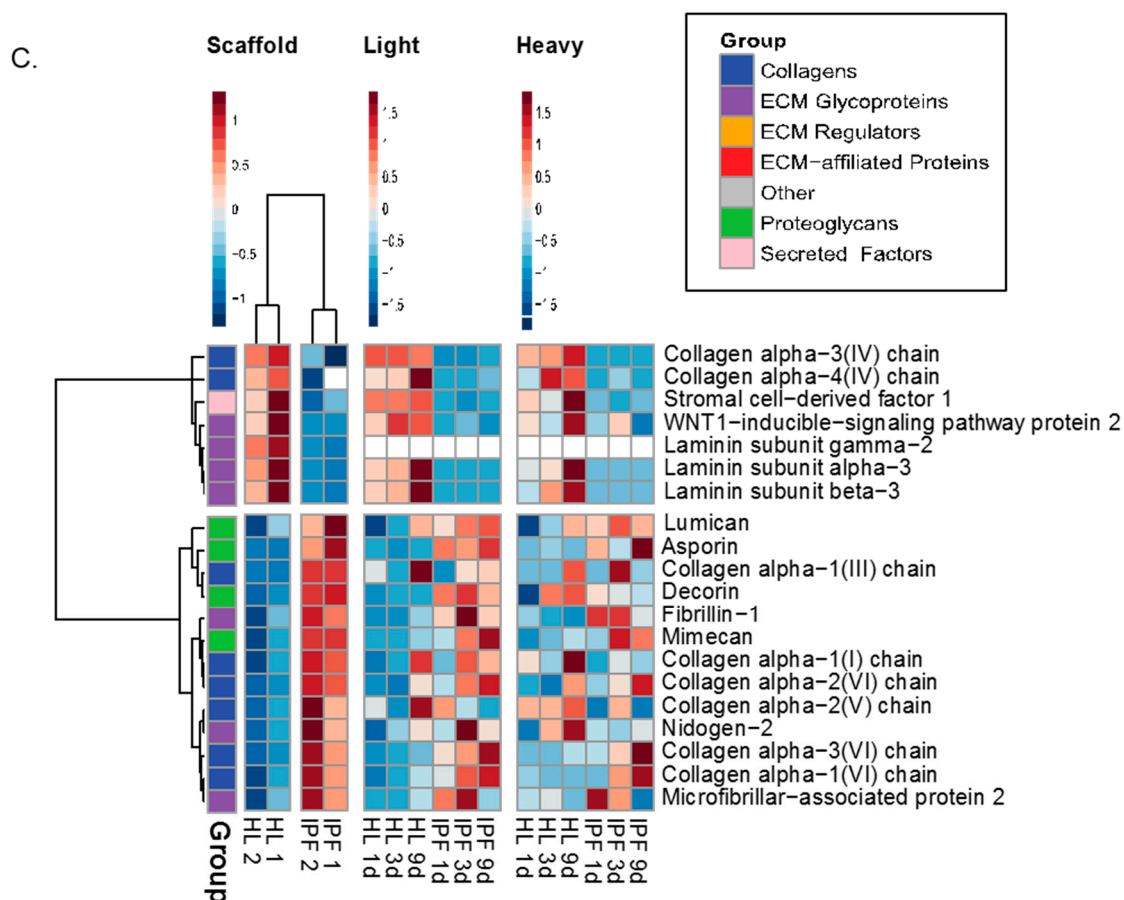 C.
Scaffold
Light
Heavy
Group
Collagens
ECM Glycoproteins
ECM Regulators
ECM-affiliated Proteins
Other
Proteoglycans
Secreted Factors
1
0.5
0
-0.5
-1
1.5
1
0.5
0
-0.5
-1
-1.5
1.5
1
0.5
0
-0.5
-1
-1.5
Collagen alpha-3(IV) chain
Collagen alpha-4(IV) chain
Stromal cell-derived factor 1
WNT1-inducible-signaling pathway protein 2
Laminin subunit gamma-2
Laminin subunit alpha-3
Laminin subunit beta-3
Lumican
Asporin
Collagen alpha-1(III) chain
Decorin
Fibrillin-1
Mimecan
Collagen alpha-1(I) chain
Collagen alpha-2(VI) chain
Collagen alpha-2(V) chain
Nidogen-2
Collagen alpha-3(VI) chain
Collagen alpha-1(VI) chain
Microfibrillar-associated protein 2
Group
HL 2
HL 1
IPF 2
IPF 1
HL 1d
HL 3d
HL 9d
IPF 1d
IPF 3d
IPF 9d
HL 1d
HL 3d
HL 9d
IPF 1d
IPF 3d
IPF 9d